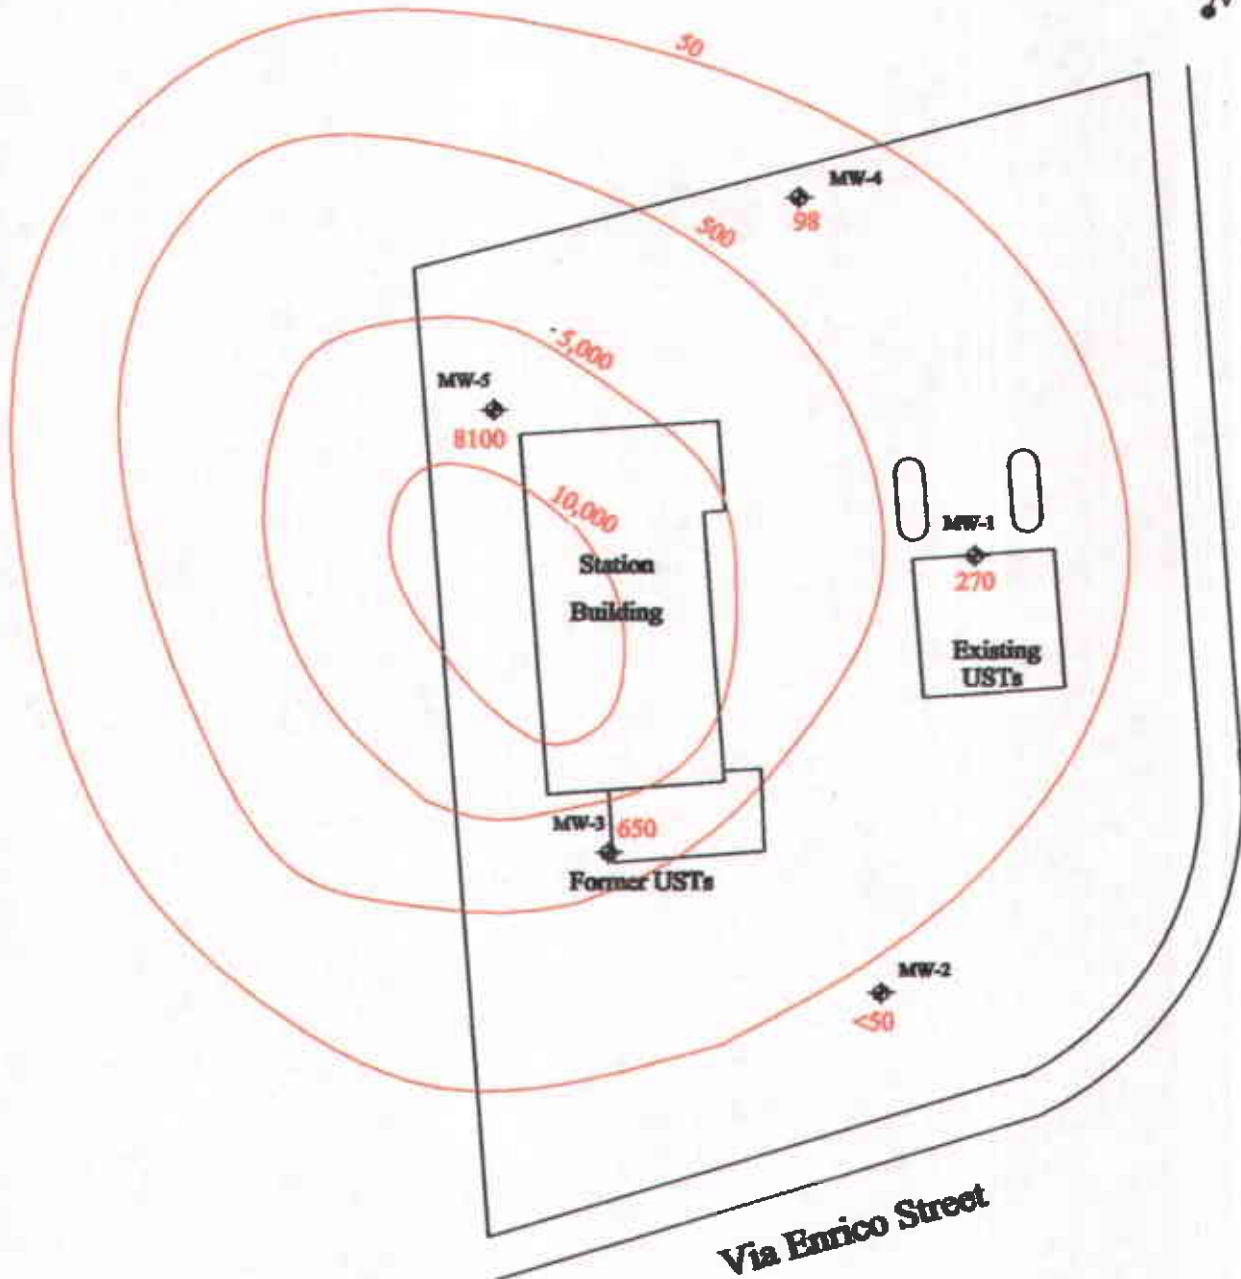 50
MW-4
98
500
5,000
MW-5
8100
10,000
MW-1
270
Station
Building
Existing
USTs
MW-3
650
Former USTs
MW-2
<50
Via Enrico Street